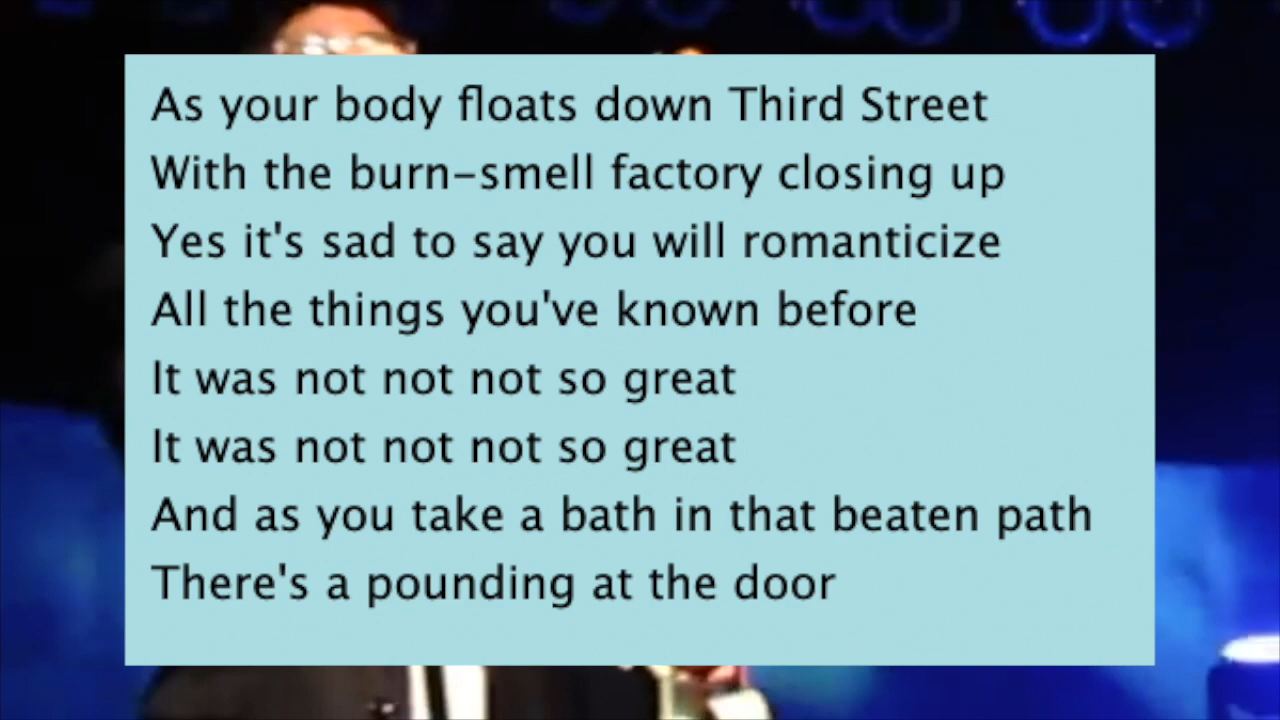 As your body floats down Third Street
With the burn-smell factory closing up
Yes it's sad to say you will romanticize
All the things you've known before
It was not not not so great
It was not not not so great
And as you take a bath in that beaten path
There's a pounding at the door